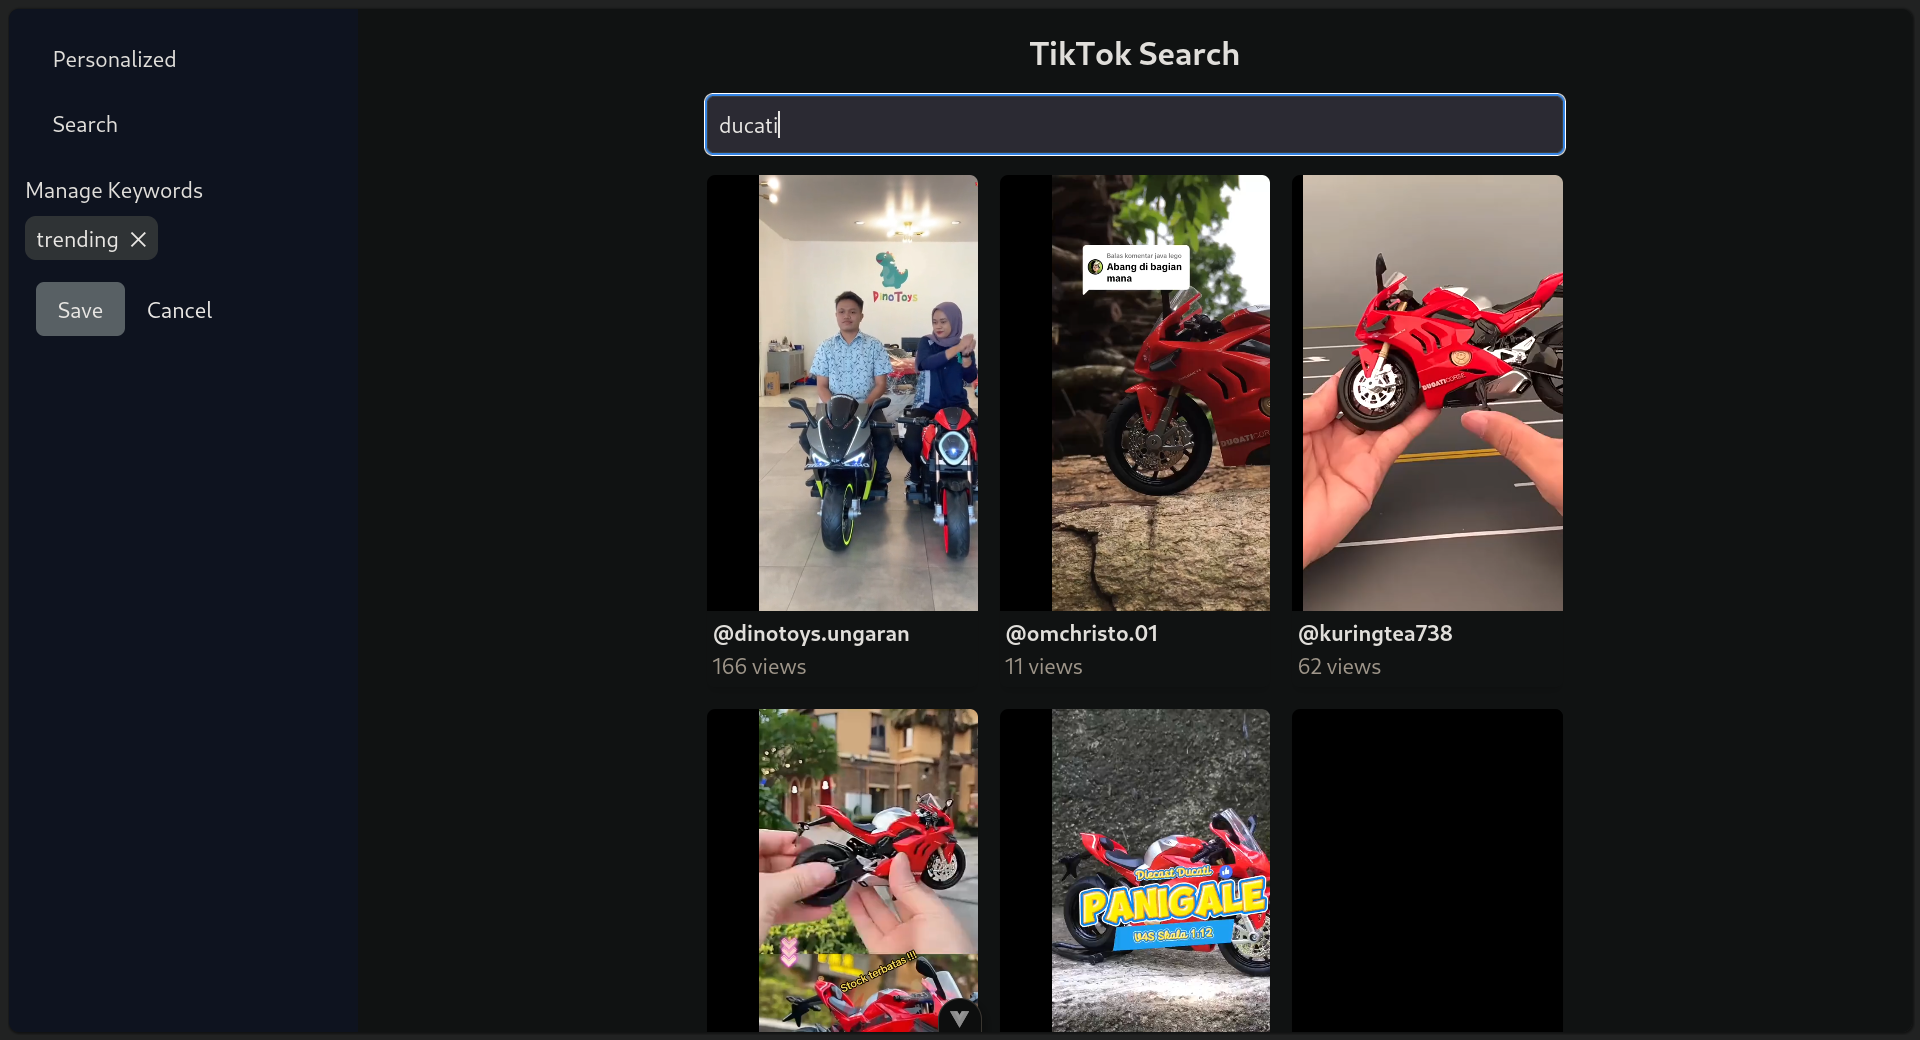 Personalized
Search
Manage Keywords
trending
Save
Cancel
TikTok Search
ducati
DinoToys
@dinotoys.ungaran
166 views
Balas komentar java lego
Abang di bagian
mana
DUCATICOR
@omchristo.01
11 views
DUCATICORSE
@kuringtea738
62 views
Stock terbatas !!!
Diecast Ducati
PANIGALE
V4S Skala 1:12